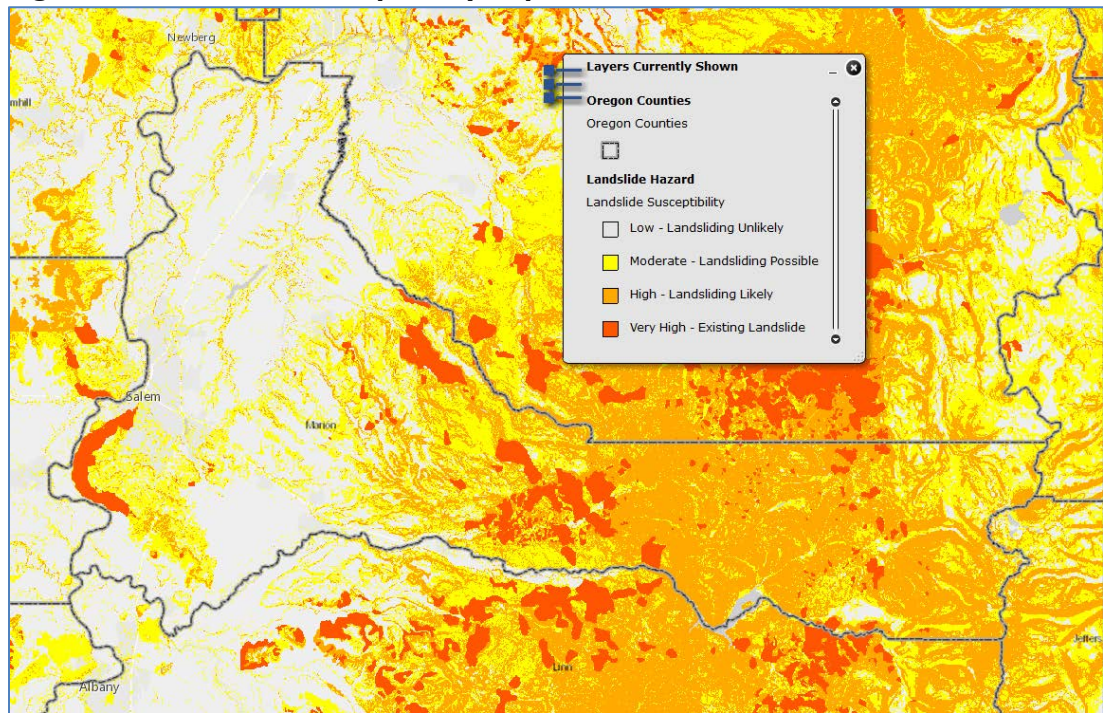 Newberg
mhill
Layers Currently Shown
Oregon Counties
Oregon Counties
Landslide Hazard
Landslide Susceptibility
Low - Landsliding Unlikely
Moderate - Landsliding Possible
High - Landsliding Likely
Very High - Existing Landslide
Salem
Marion
Jeffers
Linn
Albany